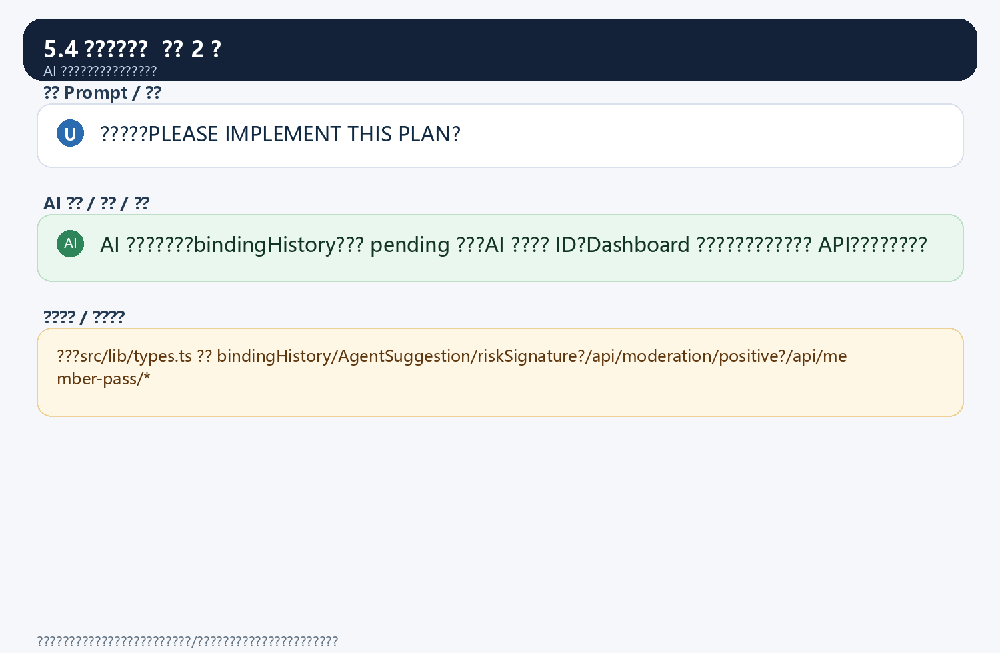 5.4 ??????  ?? 2 ?
AI ???????????????
?? Prompt / ??
U
?????PLEASE IMPLEMENT THIS PLAN?
AI ?? / ?? / ??
AI
AI ???????bindingHistory??? pending ???AI ???? ID?Dashboard ???????????? API????????
???? / ????
???src/lib/types.ts ?? bindingHistory/AgentSuggestion/riskSignature?/api/moderation/positive?/api/me
mber-pass/*
????????????????????????/??????????????????????